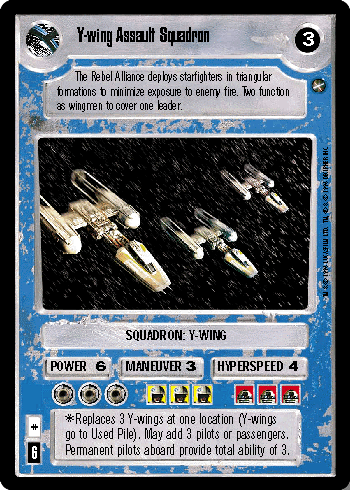 Y-wing Assault Squadron
3
The Rebel Alliance deploys starfighters in triangular
formations to minimize exposure to enemy fire. Two function
as wingmen to cover one leader.
SQUADRON: Y-WING
POWER 6
MANEUVER 3
HYPERSPEED 4
*
6
*Replaces 3 Y-wings at one location (Y-wings
go to Used Pile). May add 3 pilots or passengers.
Permanent pilots aboard provide total ability of 3.